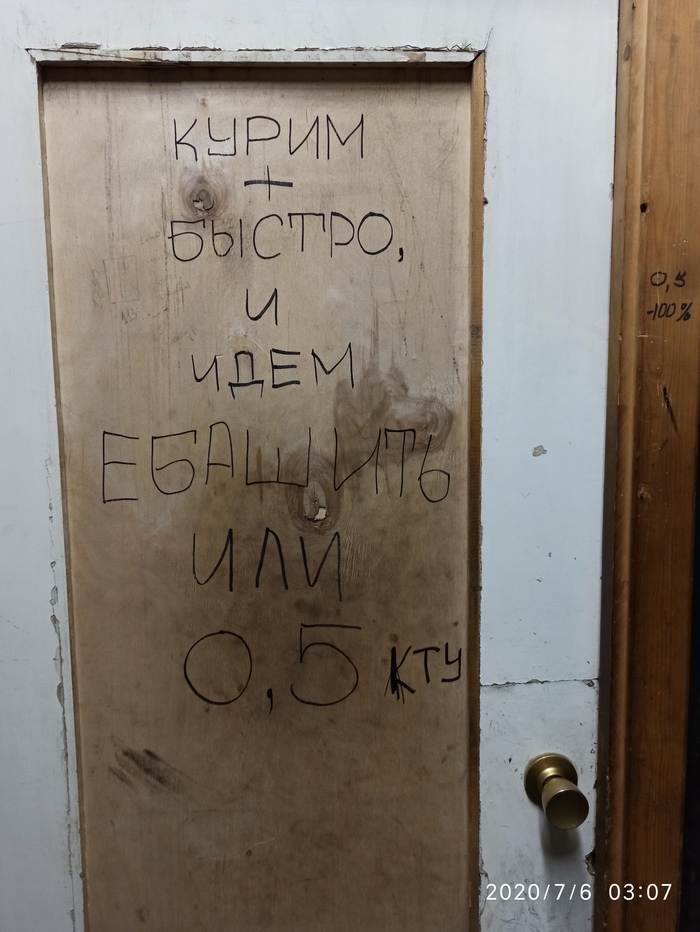 КУРИМ
+
БЫСТРО,
И
ИДЕМ
ЕБАШИТЬ
ИЛИ
0,5 КТУ
0,5
-100%
2020/7/6 03:07